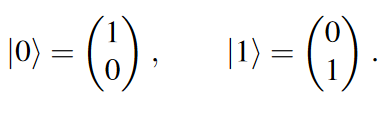 |0⟩ = (1 0), |1⟩ = (0 1).